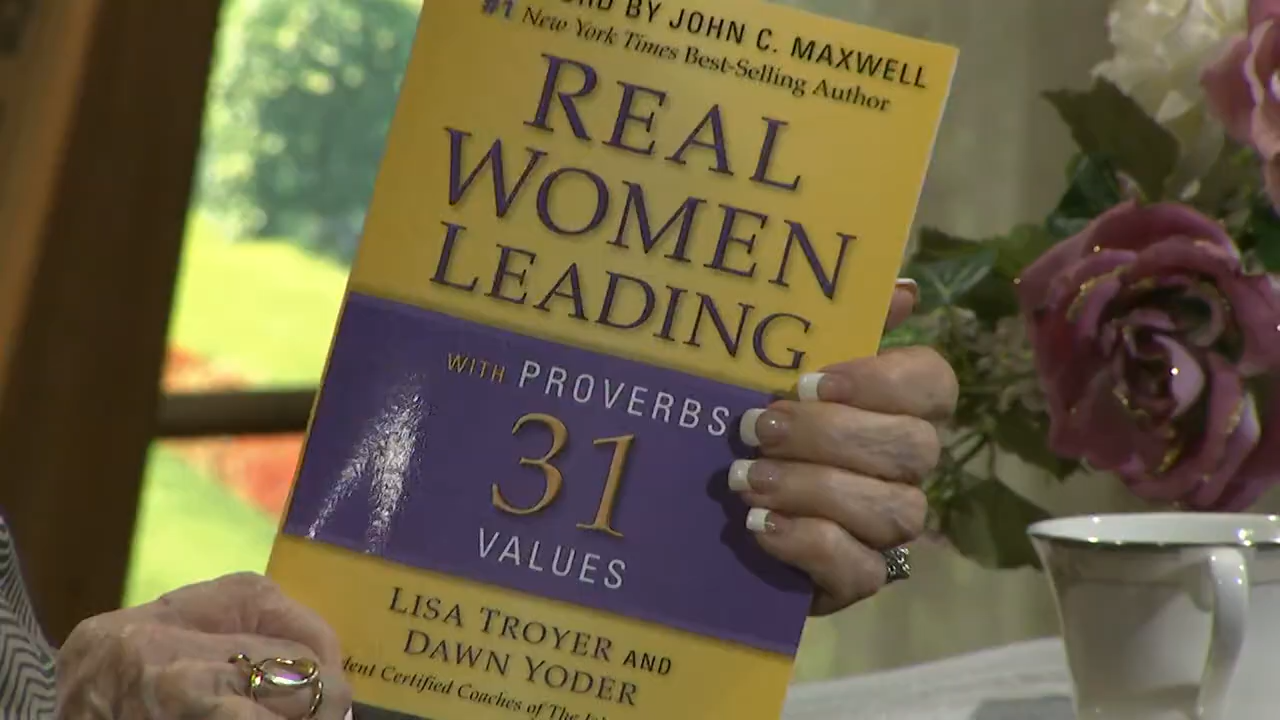 BY JOHN C. MAXWELL
#1 New York Times Best-Selling Author
REAL
WOMEN
LEADING
WITH PROVERBS
31
VALUES
LISA TROYER AND
DAWN YODER
Certified Coaches of The